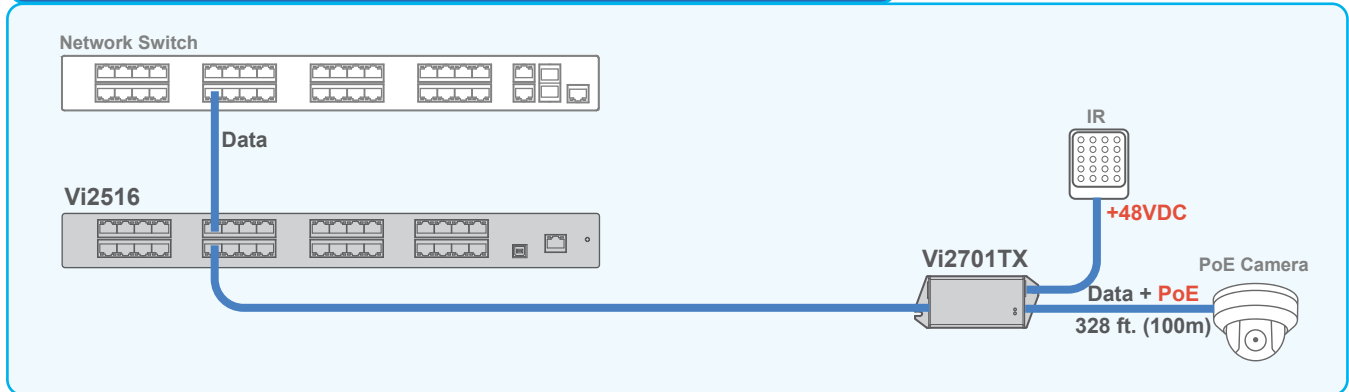 Network Switch
Data
Vi2516
IR
+48VDC
Vi2701TX
PoE Camera
Data + PoE
328 ft. (100m)